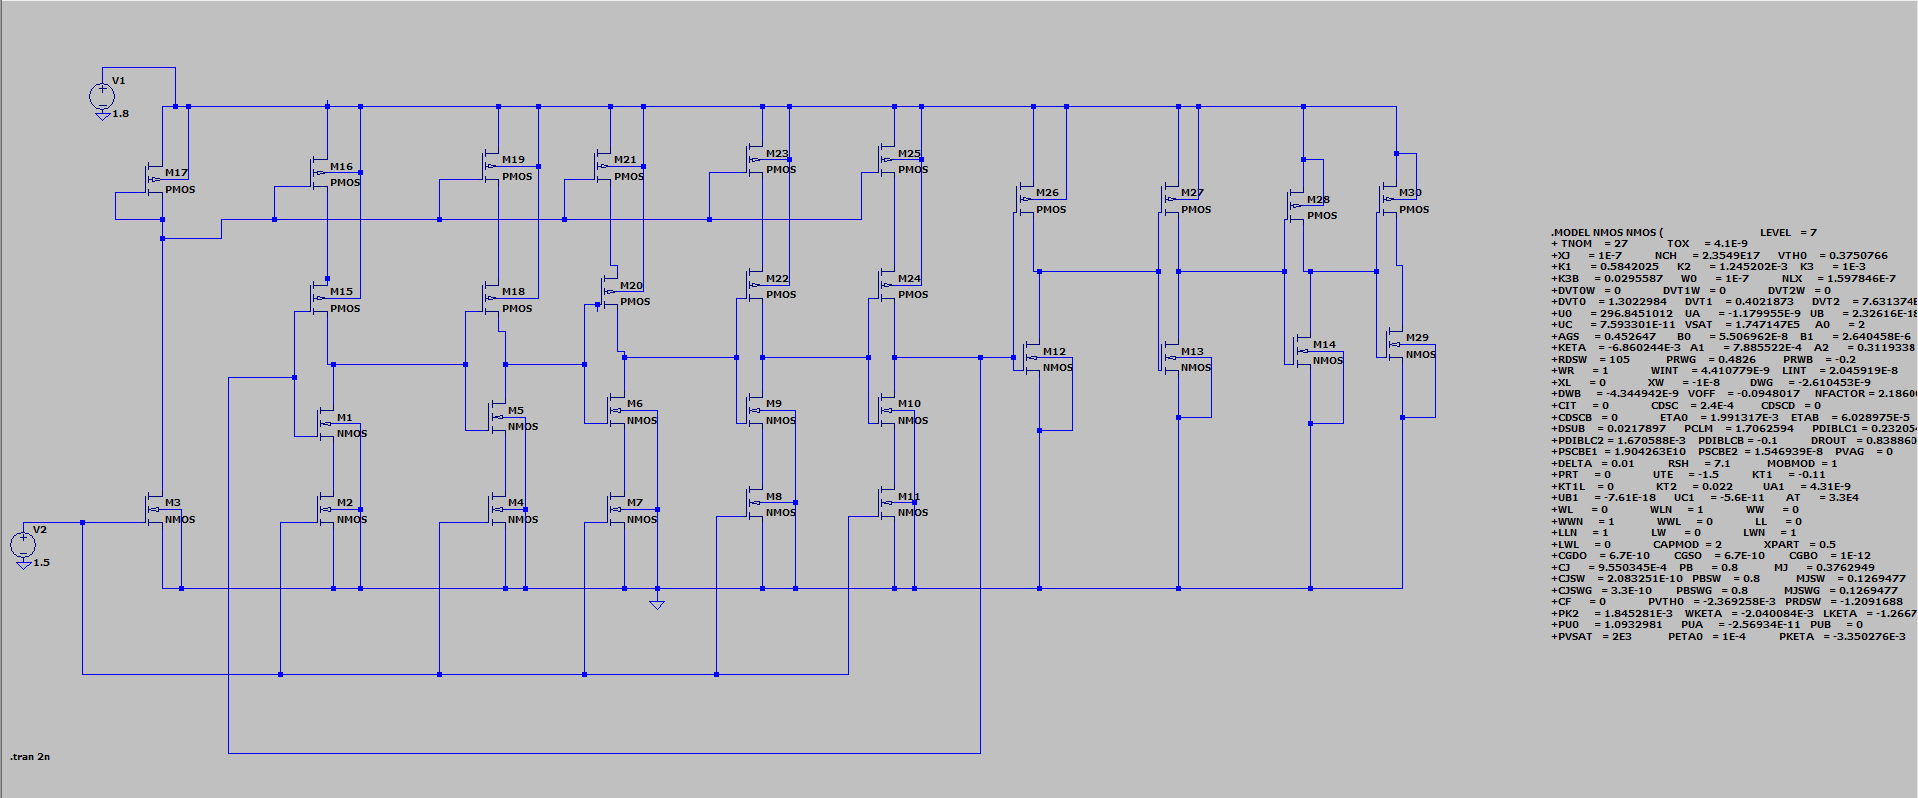 V1
1.8
M17
PMOS
M16
PMOS
M19
PMOS
M21
PMOS
M23
PMOS
M25
PMOS
M26
PMOS
M27
PMOS
M28
PMOS
M30
PMOS
M15
PMOS
M18
PMOS
M20
PMOS
M22
PMOS
M24
PMOS
M12
NMOS
M13
NMOS
M14
NMOS
M29
NMOS
M1
NMOS
M5
NMOS
M6
NMOS
M9
NMOS
M10
NMOS
M3
NMOS
M2
NMOS
M4
NMOS
M7
NMOS
M8
NMOS
M11
NMOS
V2
1.5
.tran 2n
.MODEL NMOS NMOS ( LEVEL = 7
+ TNOM = 27 TOX = 4.1E-9
+XJ = 1E-7 NCH = 2.3549E17 VTH0 = 0.3750766
+K1 = 0.5842025 K2 = 1.245202E-3 K3 = 1E-3
+K3B = 0.0295587 W0 = 1E-7 NLX = 1.597846E-7
+DVT0W = 0 DVT1W = 0 DVT2W = 0
+DVT0 = 1.3022984 DVT1 = 0.4021873 DVT2 = 7.631374E
+U0 = 296.8451012 UA = -1.179955E-9 UB = 2.32616E-18
+UC = 7.593301E-11 VSAT = 1.747147E5 A0 = 2
+AGS = 0.452647 B0 = 5.506962E-8 B1 = 2.640458E-6
+KETA = -6.860244E-3 A1 = 7.885522E-4 A2 = 0.3119338
+RDSW = 105 PRWG = 0.4826 PRWB = -0.2
+WR = 1 WINT = 4.410779E-9 LINT = 2.045919E-8
+XL = 0 XW = -1E-8 DWG = -2.610453E-9
+DWB = -4.344942E-9 VOFF = -0.0948017 NFACTOR = 2.18600
+CIT = 0 CDSC = 2.4E-4 CDSCD = 0
+CDSCB = 0 ETA0 = 1.991317E-3 ETAB = 6.028975E-5
+DSUB = 0.0217897 PCLM = 1.7062594 PDIBLC1 = 0.232054
+PDIBLC2 = 1.670588E-3 PDIBLCB = -0.1 DROUT = 0.838860
+PSCBE1 = 1.904263E10 PSCBE2 = 1.546939E-8 PVAG = 0
+DELTA = 0.01 RSH = 7.1 MOBMOD = 1
+PRT = 0 UTE = -1.5 KT1 = -0.11
+KT1L = 0 KT2 = 0.022 UA1 = 4.31E-9
+UB1 = -7.61E-18 UC1 = -5.6E-11 AT = 3.3E4
+WL = 0 WLN = 1 WW = 0
+WWN = 1 WWL = 0 LL = 0
+LLN = 1 LW = 0 LWN = 1
+LWL = 0 CAPMOD = 2 XPART = 0.5
+CGDO = 6.7E-10 CGSO = 6.7E-10 CGBO = 1E-12
+CJ = 9.550345E-4 PB = 0.8 MJ = 0.3762949
+CJSW = 2.083251E-10 PBSW = 0.8 MJSW = 0.1269477
+CJSWG = 3.3E-10 PBSWG = 0.8 MJSWG = 0.1269477
+CF = 0 PVTH0 = -2.369258E-3 PRDSW = -1.2091688
+PK2 = 1.845281E-3 WKETA = -2.040084E-3 LKETA = -1.2667
+PU0 = 1.0932981 PUA = -2.56934E-11 PUB = 0
+PVSAT = 2E3 PETA0 = 1E-4 PKETA = -3.350276E-3